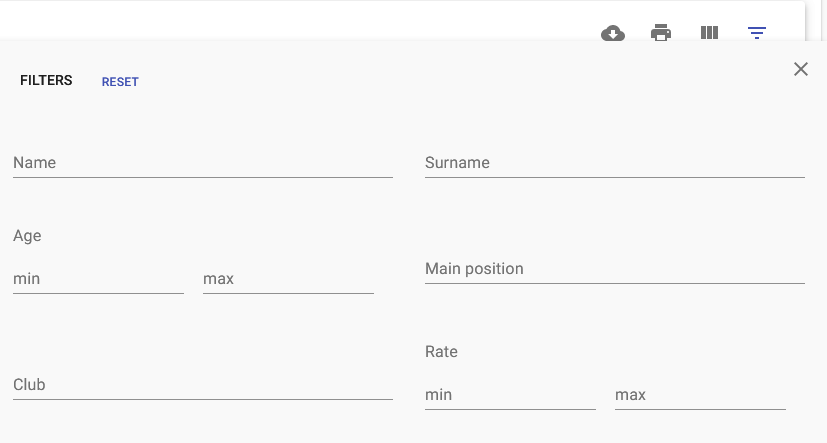 FILTERS RESET
Name Surname
Age
min max
Main position
Rate
Club
min max